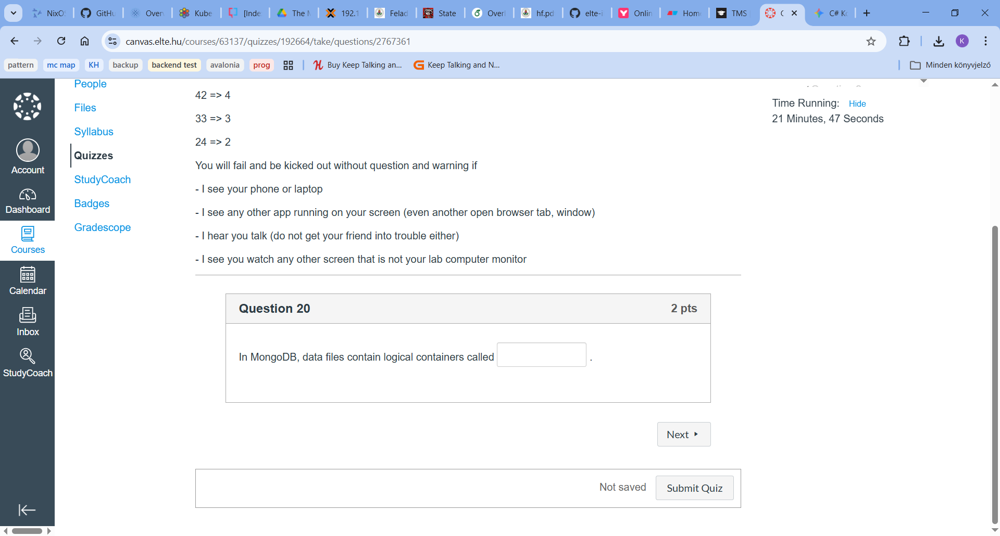 NixO
GitHu
Over
Kube
[Inde
The
192.1
Felad
State
Overl
hf.pd
elte-i
Onlin
Home
TMS
C# Ko
canvas.elte.hu/courses/63137/quizzes/192664/take/questions/2767361
K
pattern
mc map
KH
backup
backend test
avalonia
prog
Buy Keep Talking an...
Keep Talking and N...
Minden könyvjelző
Account
Dashboard
Courses
Calendar
Inbox
StudyCoach
People
Files
Syllabus
Quizzes
StudyCoach
Badges
Gradescope
42 => 4
33 => 3
24 => 2
You will fail and be kicked out without question and warning if
- I see your phone or laptop
- I see any other app running on your screen (even another open browser tab, window)
- I hear you talk (do not get your friend into trouble either)
- I see you watch any other screen that is not your lab computer monitor
Question 20
2 pts
In MongoDB, data files contain logical containers called .
Next
Not saved
Submit Quiz
Time Running: Hide
21 Minutes, 47 Seconds